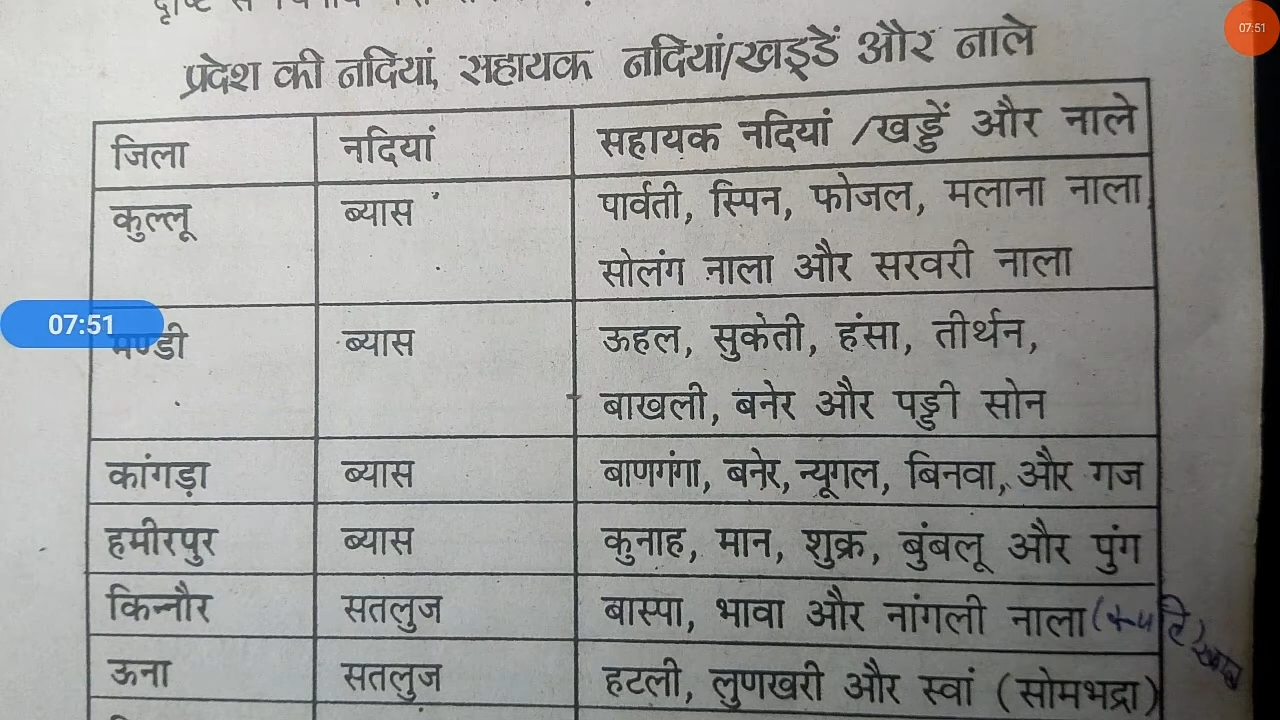 07:51
प्रदेश की नदियां, सहायक नदियां/खड्डें और नाले
जिला नदियां सहायक नदियां /खड्डें और नाले
कुल्लू ब्यास पार्वती, स्पिन, फोजल, मलाना नाला,
सोलंग नाला और सरवरी नाला
07:51
मण्डी ब्यास ऊहल, सुकेती, हंसा, तीर्थन,
बाखली, बनेर और पड्डी सोन
कांगड़ा ब्यास बाणगंगा, बनेर, न्यूगल, बिनवा, और गज
हमीरपुर ब्यास कुनाह, मान, शुक्र, बुंबलू और पुंग
किन्नौर सतलुज बास्पा, भावा और नांगली नाला
ऊना सतलुज हटली, लुणखरी और स्वां (सोमभद्रा)